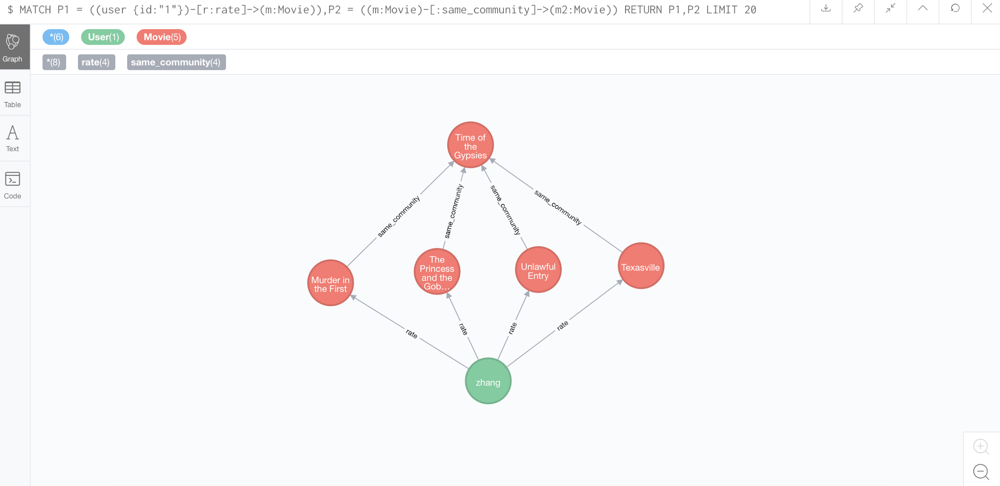 $ MATCH P1 = ((user {id:"1"})-[r:rate]->(m:Movie)),P2 = ((m:Movie)-[:same_community]->(m2:Movie)) RETURN P1,P2 LIMIT 20
*(6) User(1) Movie(5)
Graph
*(8) rate(4) same_community(4)
Table
Text
Code
Time of
the
Gypsies
same_community
same_community
same_community
same_community
Murder in
the First
The
Princess
and the
Gob...
Unlawful
Entry
Texasville
rate
rate
rate
rate
zhang